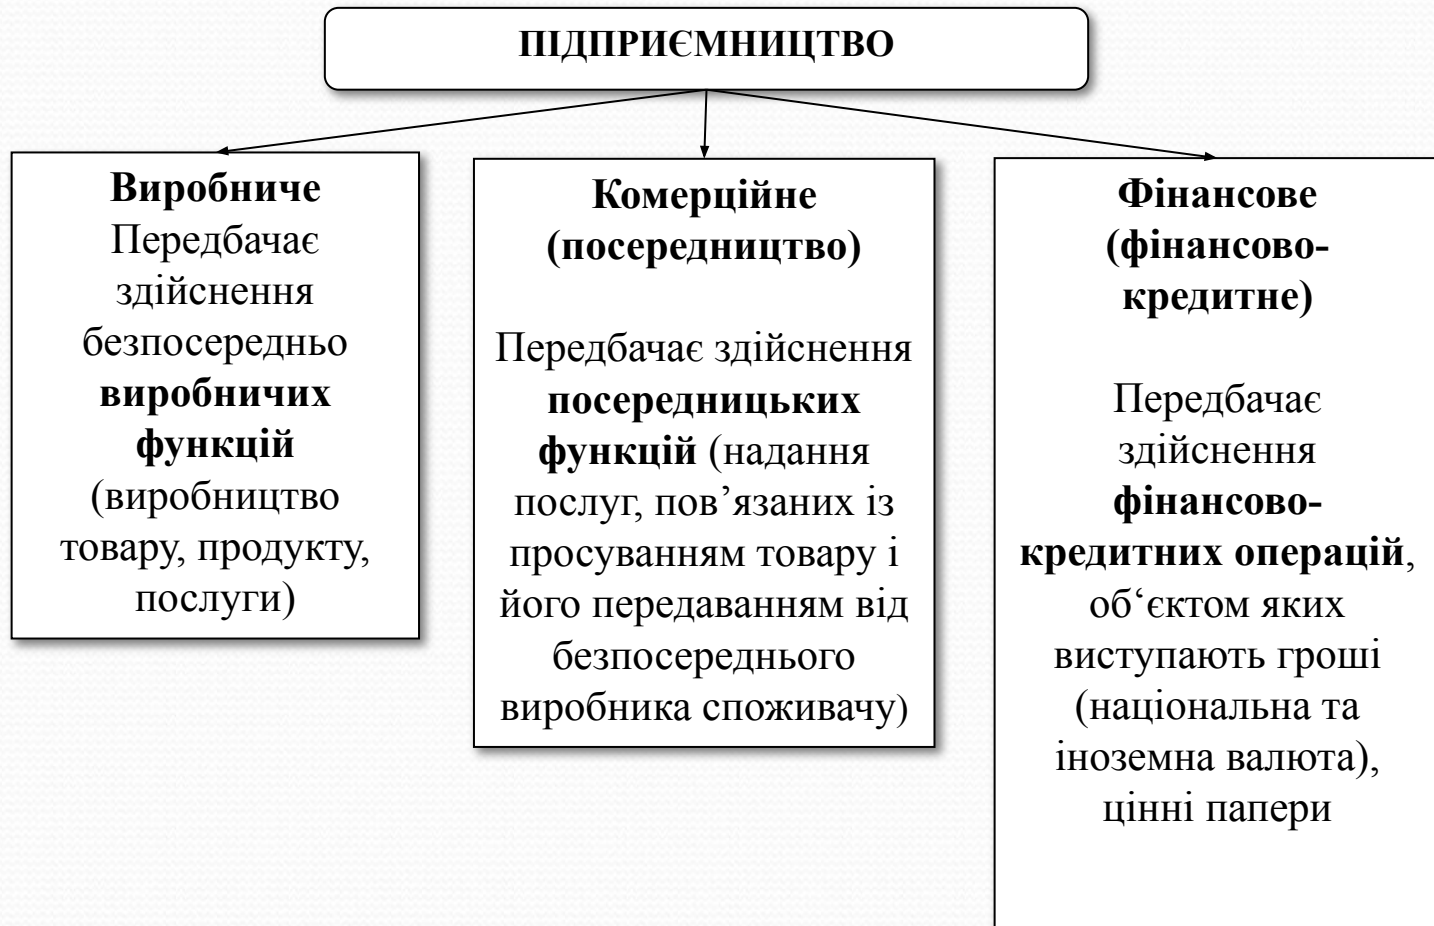 ПІДПРИЄМНИЦТВО
Виробниче
Передбачає
здійснення
безпосередньо
виробничих
функцій
(виробництво
товару, продукту,
послуги)
Комерційне
(посередництво)
Передбачає здійснення
посередницьких
функцій (надання
послуг, пов’язаних із
просуванням товару і
його передаванням від
безпосереднього
виробника споживачу)
Фінансове
(фінансово-
кредитне)
Передбачає
здійснення
фінансово-
кредитних операцій,
об‘єктом яких
виступають гроші
(національна та
іноземна валюта),
цінні папери